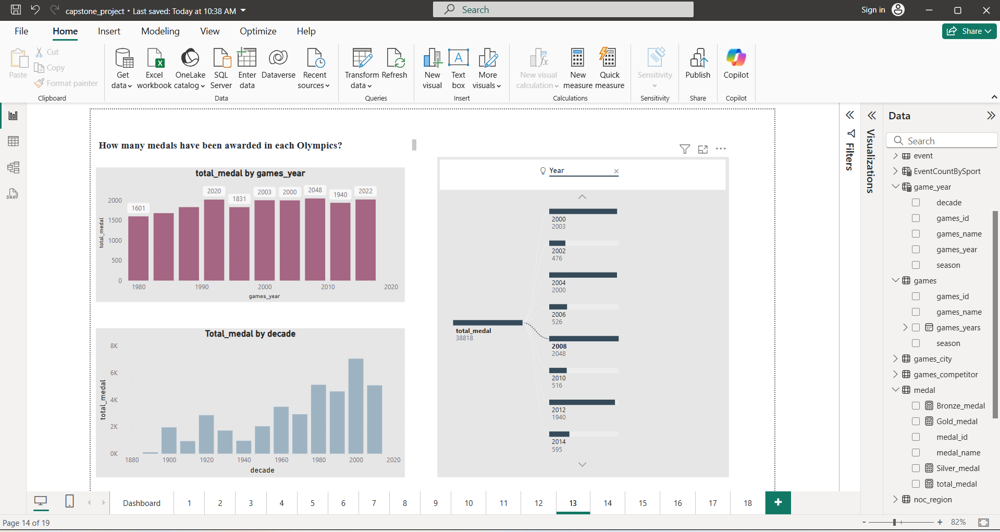 capstone_project • Last saved: Today at 10:38 AM
Search
Sign in
File Home Insert Modeling View Optimize Help
Share
Paste
Cut
Copy
Format painter
Clipboard
Get data
Excel workbook
OneLake catalog
SQL Server
Enter data
Dataverse
Recent sources
Data
Transform data
Refresh
Queries
New visual
Text box
More visuals
Insert
New visual calculation
New measure
Quick measure
Calculations
Sensitivity
Sensitivity
Publish
Share
Copilot
Copilot
How many medals have been awarded in each Olympics?
total_medal by games_year
total_medal
2000
1500
1000
500
0
1601
2020
1831
2003
2000
2048
1940
2022
1980 1990 2000 2010 2020
games_year
Total_medal by decade
total_medal
8K
6K
4K
2K
0K
1880 1900 1920 1940 1960 1980 2000 2020
decade
Year
total_medal
38818
2000
2003
2002
476
2004
2000
2006
526
2008
2048
2010
516
2012
1940
2014
595
Filters
Visualizations
Data
Search
event
EventCountBySport
game_year
decade
games_id
games_name
games_year
season
games
games_id
games_name
games_years
season
games_city
games_competitor
medal
Bronze_medal
Gold_medal
medal_id
medal_name
Silver_medal
total_medal
noc_region
Dashboard 1 2 3 4 5 6 7 8 9 10 11 12 13 14 15 16 17 18
Page 14 of 19
82%